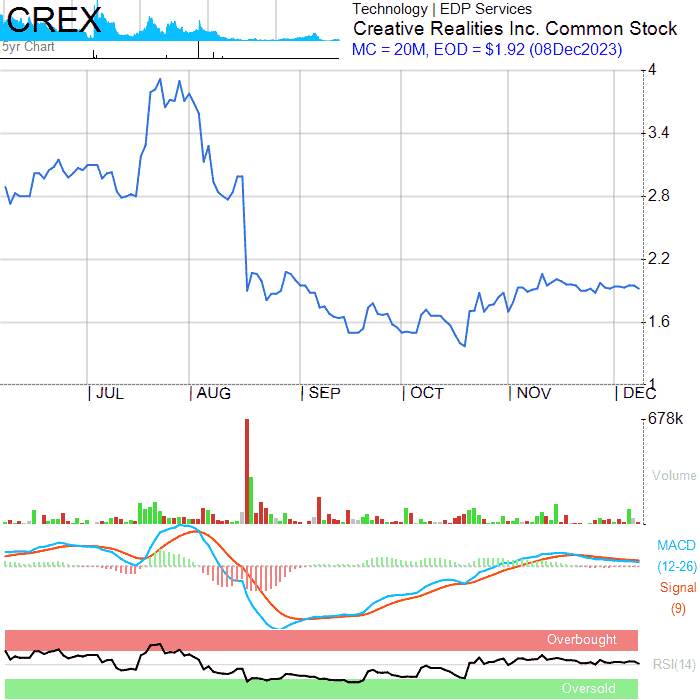 CREX
5yr Chart
Technology | EDP Services
Creative Realities Inc. Common Stock
MC = 20M, EOD = $1.92 (08Dec2023)
4
3.4
2.8
2.2
1.6
1
JUL AUG SEP OCT NOV DEC
678k
Volume
MACD
(12-26)
Signal
(9)
Overbought
RSI(14)
Oversold